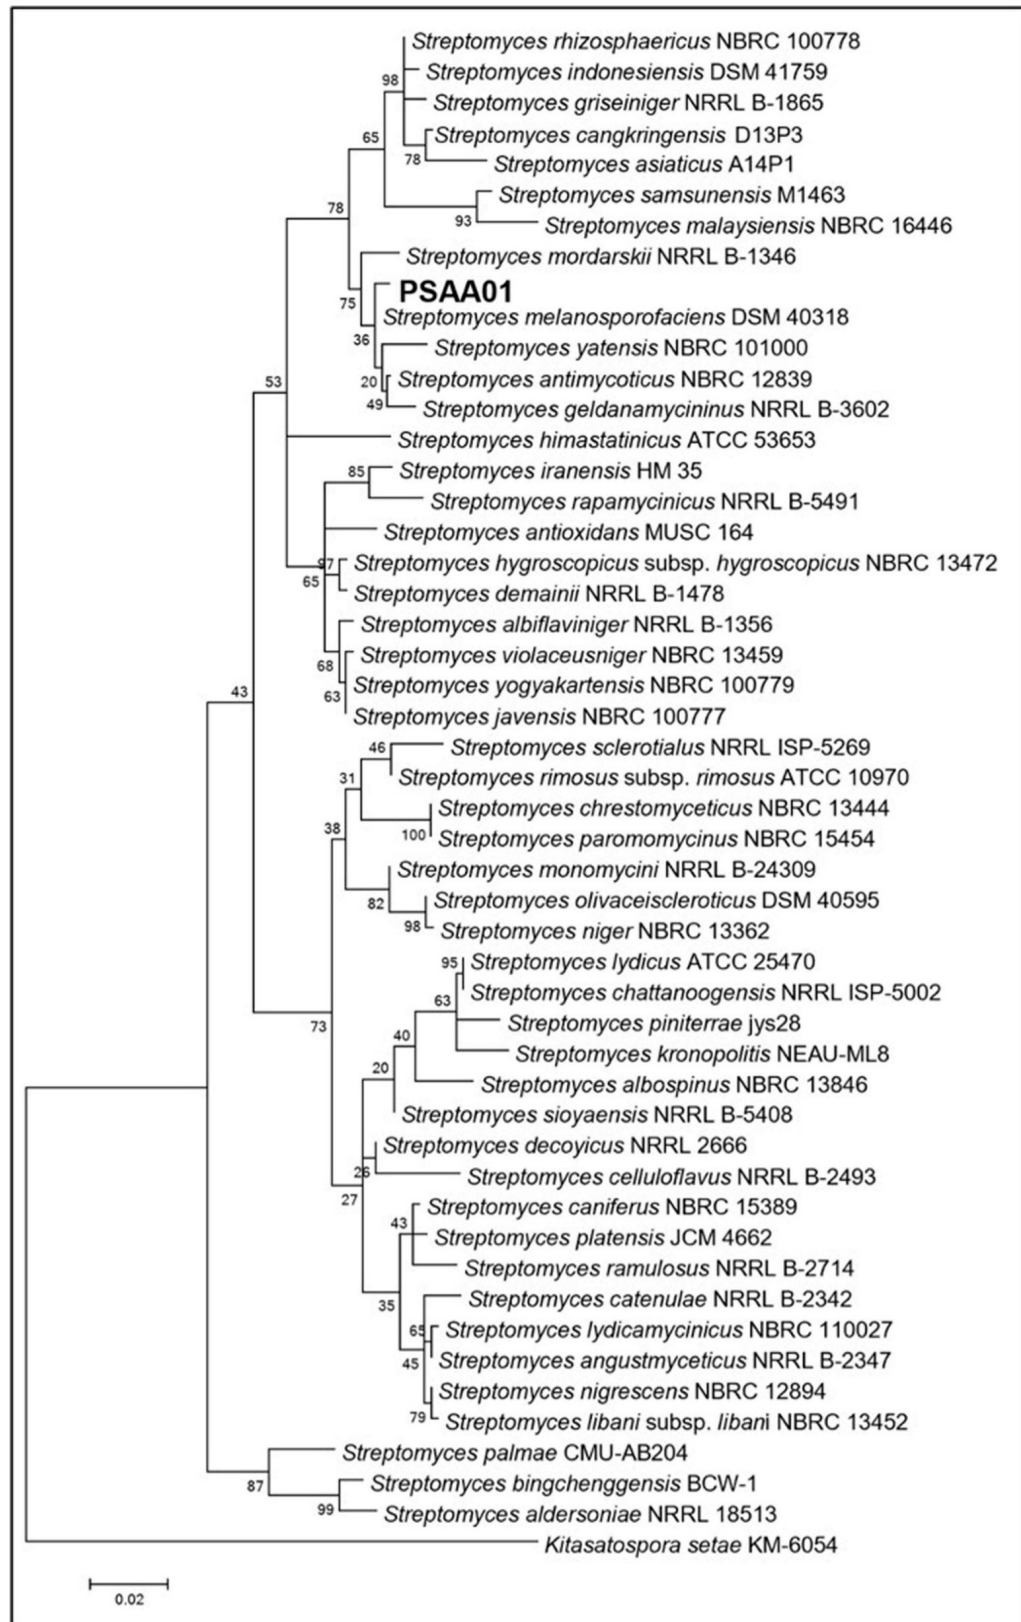 Streptomyces rhizosphaericus NBRC 100778
Streptomyces indonesiensis DSM 41759
98
Streptomyces griseiniger NRRL B-1865
Streptomyces cangkringensis D13P3
65
78
Streptomyces asiaticus A14P1
Streptomyces samsunensis M1463
78
93
Streptomyces malaysiensis NBRC 16446
Streptomyces mordarskii NRRL B-1346
PSAA01
75
Streptomyces melanosporofaciens DSM 40318
36
Streptomyces yatensis NBRC 101000
53
20
Streptomyces antimycoticus NBRC 12839
49
Streptomyces geldanamycininus NRRL B-3602
Streptomyces himastatinicus ATCC 53653
85
Streptomyces iranensis HM 35
Streptomyces rapamycinicus NRRL B-5491
Streptomyces antioxidans MUSC 164
97
Streptomyces hygroscopicus subsp. hygroscopicus NBRC 13472
65
Streptomyces demainii NRRL B-1478
Streptomyces albiflaviniger NRRL B-1356
68
Streptomyces violaceusniger NBRC 13459
43
63
Streptomyces yogyakartensis NBRC 100779
Streptomyces javensis NBRC 100777
46
Streptomyces sclerotialus NRRL ISP-5269
31
Streptomyces rimosus subsp. rimosus ATCC 10970
Streptomyces chrestomyceticus NBRC 13444
38
100
Streptomyces paromomycinus NBRC 15454
Streptomyces monomycini NRRL B-24309
82
Streptomyces olivaceiscleroticus DSM 40595
98
Streptomyces niger NBRC 13362
95
Streptomyces lydicus ATCC 25470
63
Streptomyces chattanoogensis NRRL ISP-5002
73
Streptomyces piniterrae jys28
40
Streptomyces kronopolitis NEAU-ML8
20
Streptomyces albospinus NBRC 13846
Streptomyces sioyaensis NRRL B-5408
Streptomyces decoyicus NRRL 2666
26
Streptomyces celluloflavus NRRL B-2493
27
Streptomyces caniferus NBRC 15389
43
Streptomyces platensis JCM 4662
Streptomyces ramulosus NRRL B-2714
35
Streptomyces catenulae NRRL B-2342
65
Streptomyces lydicamycinicus NBRC 110027
45
Streptomyces angustmyceticus NRRL B-2347
Streptomyces nigrescens NBRC 12894
79
Streptomyces libani subsp. libani NBRC 13452
Streptomyces palmae CMU-AB204
87
Streptomyces bingchenggensis BCW-1
99
Streptomyces aldersoniae NRRL 18513
Kitasatospora setae KM-6054
0.02